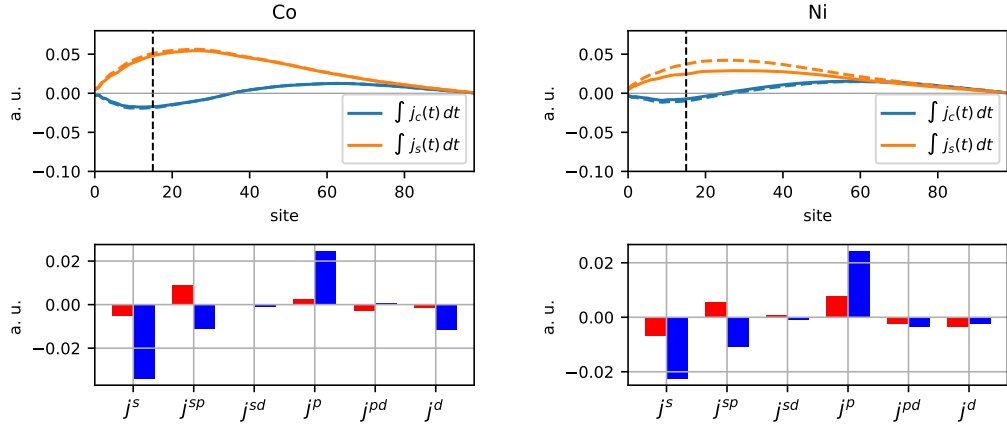 Co
a. u.
0.05
0.00
−0.05
−0.10
∫ j_c(t) dt
∫ j_s(t) dt
0 20 40 60 80
site
Ni
a. u.
0.05
0.00
−0.05
−0.10
∫ j_c(t) dt
∫ j_s(t) dt
0 20 40 60 80
site
a. u.
0.02
0.00
−0.02
j^s j^sp j^sd j^p j^pd j^d
a. u.
0.02
0.00
−0.02
j^s j^sp j^sd j^p j^pd j^d